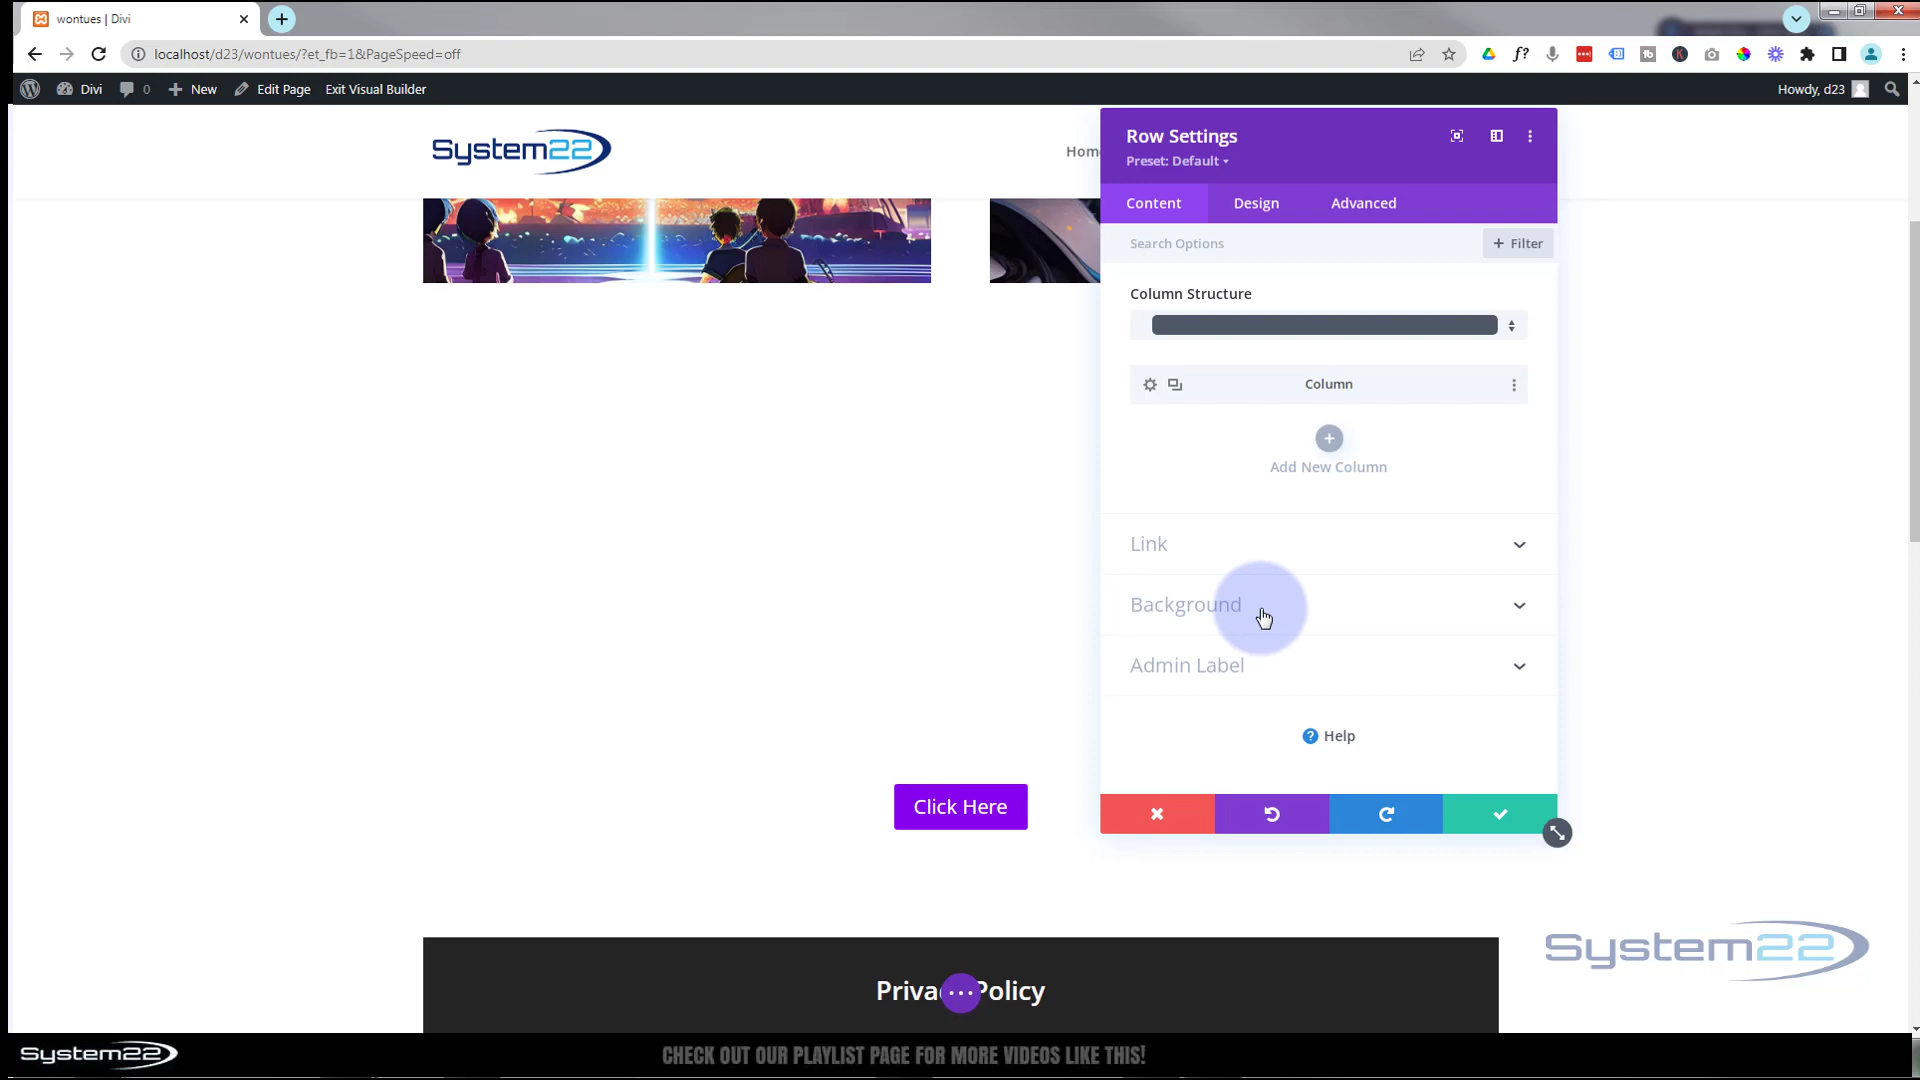 wontues | Divi
localhost/d23/wontues/?et_fb=1&PageSpeed=off
Divi 0 New Edit Page Exit Visual Builder Howdy, d23
System22
Home
Row Settings
Preset: Default
Content Design Advanced
Search Options
+ Filter
Column Structure
Column
Add New Column
Link
Background
Admin Label
? Help
Click Here
System22
Privacy Policy
System22
CHECK OUT OUR PLAYLIST PAGE FOR MORE VIDEOS LIKE THIS!